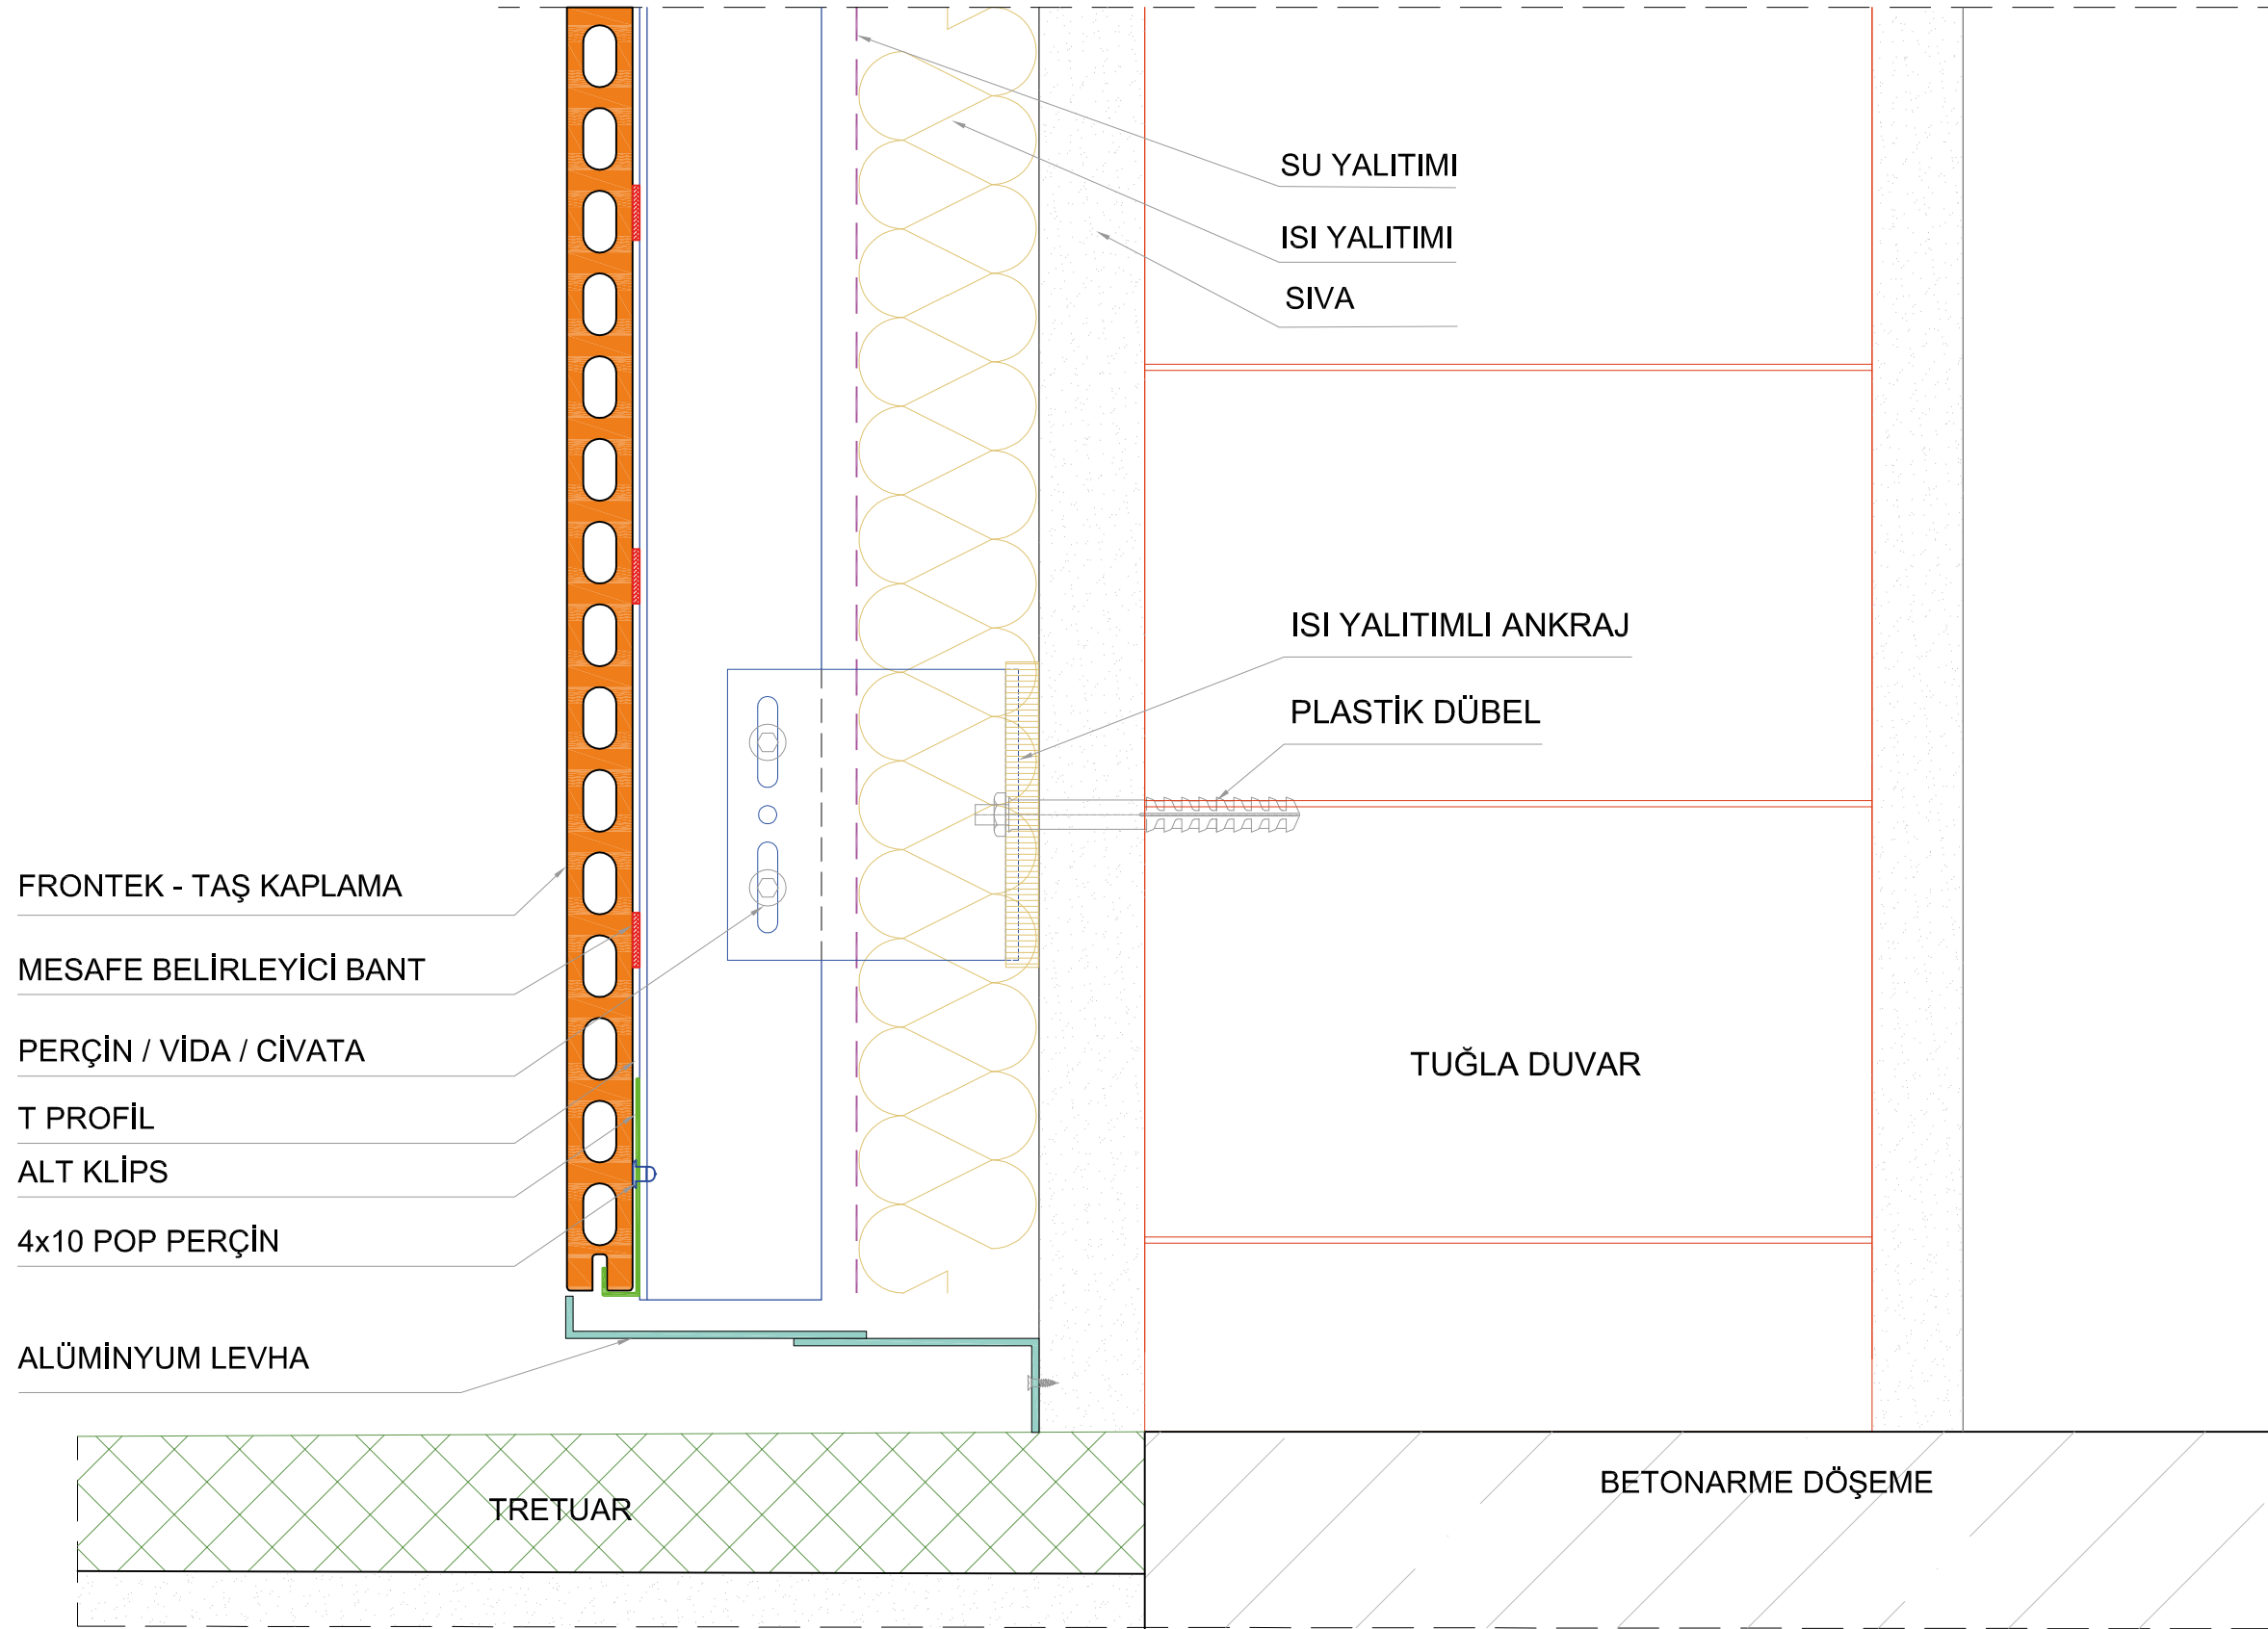 SU YALITIMI
ISI YALITIMI
SIVA
ISI YALITIMLI ANKRAJ
PLASTİK DÜBEL
FRONTEK - TAŞ KAPLAMA
MESAFE BELİRLEYİCİ BANT
PERÇİN / VİDA / CİVATA
T PROFİL
ALT KLİPS
4x10 POP PERÇİN
ALÜMİNYUM LEVHA
TUĞLA DUVAR
TRETUAR
BETONARME DÖŞEME